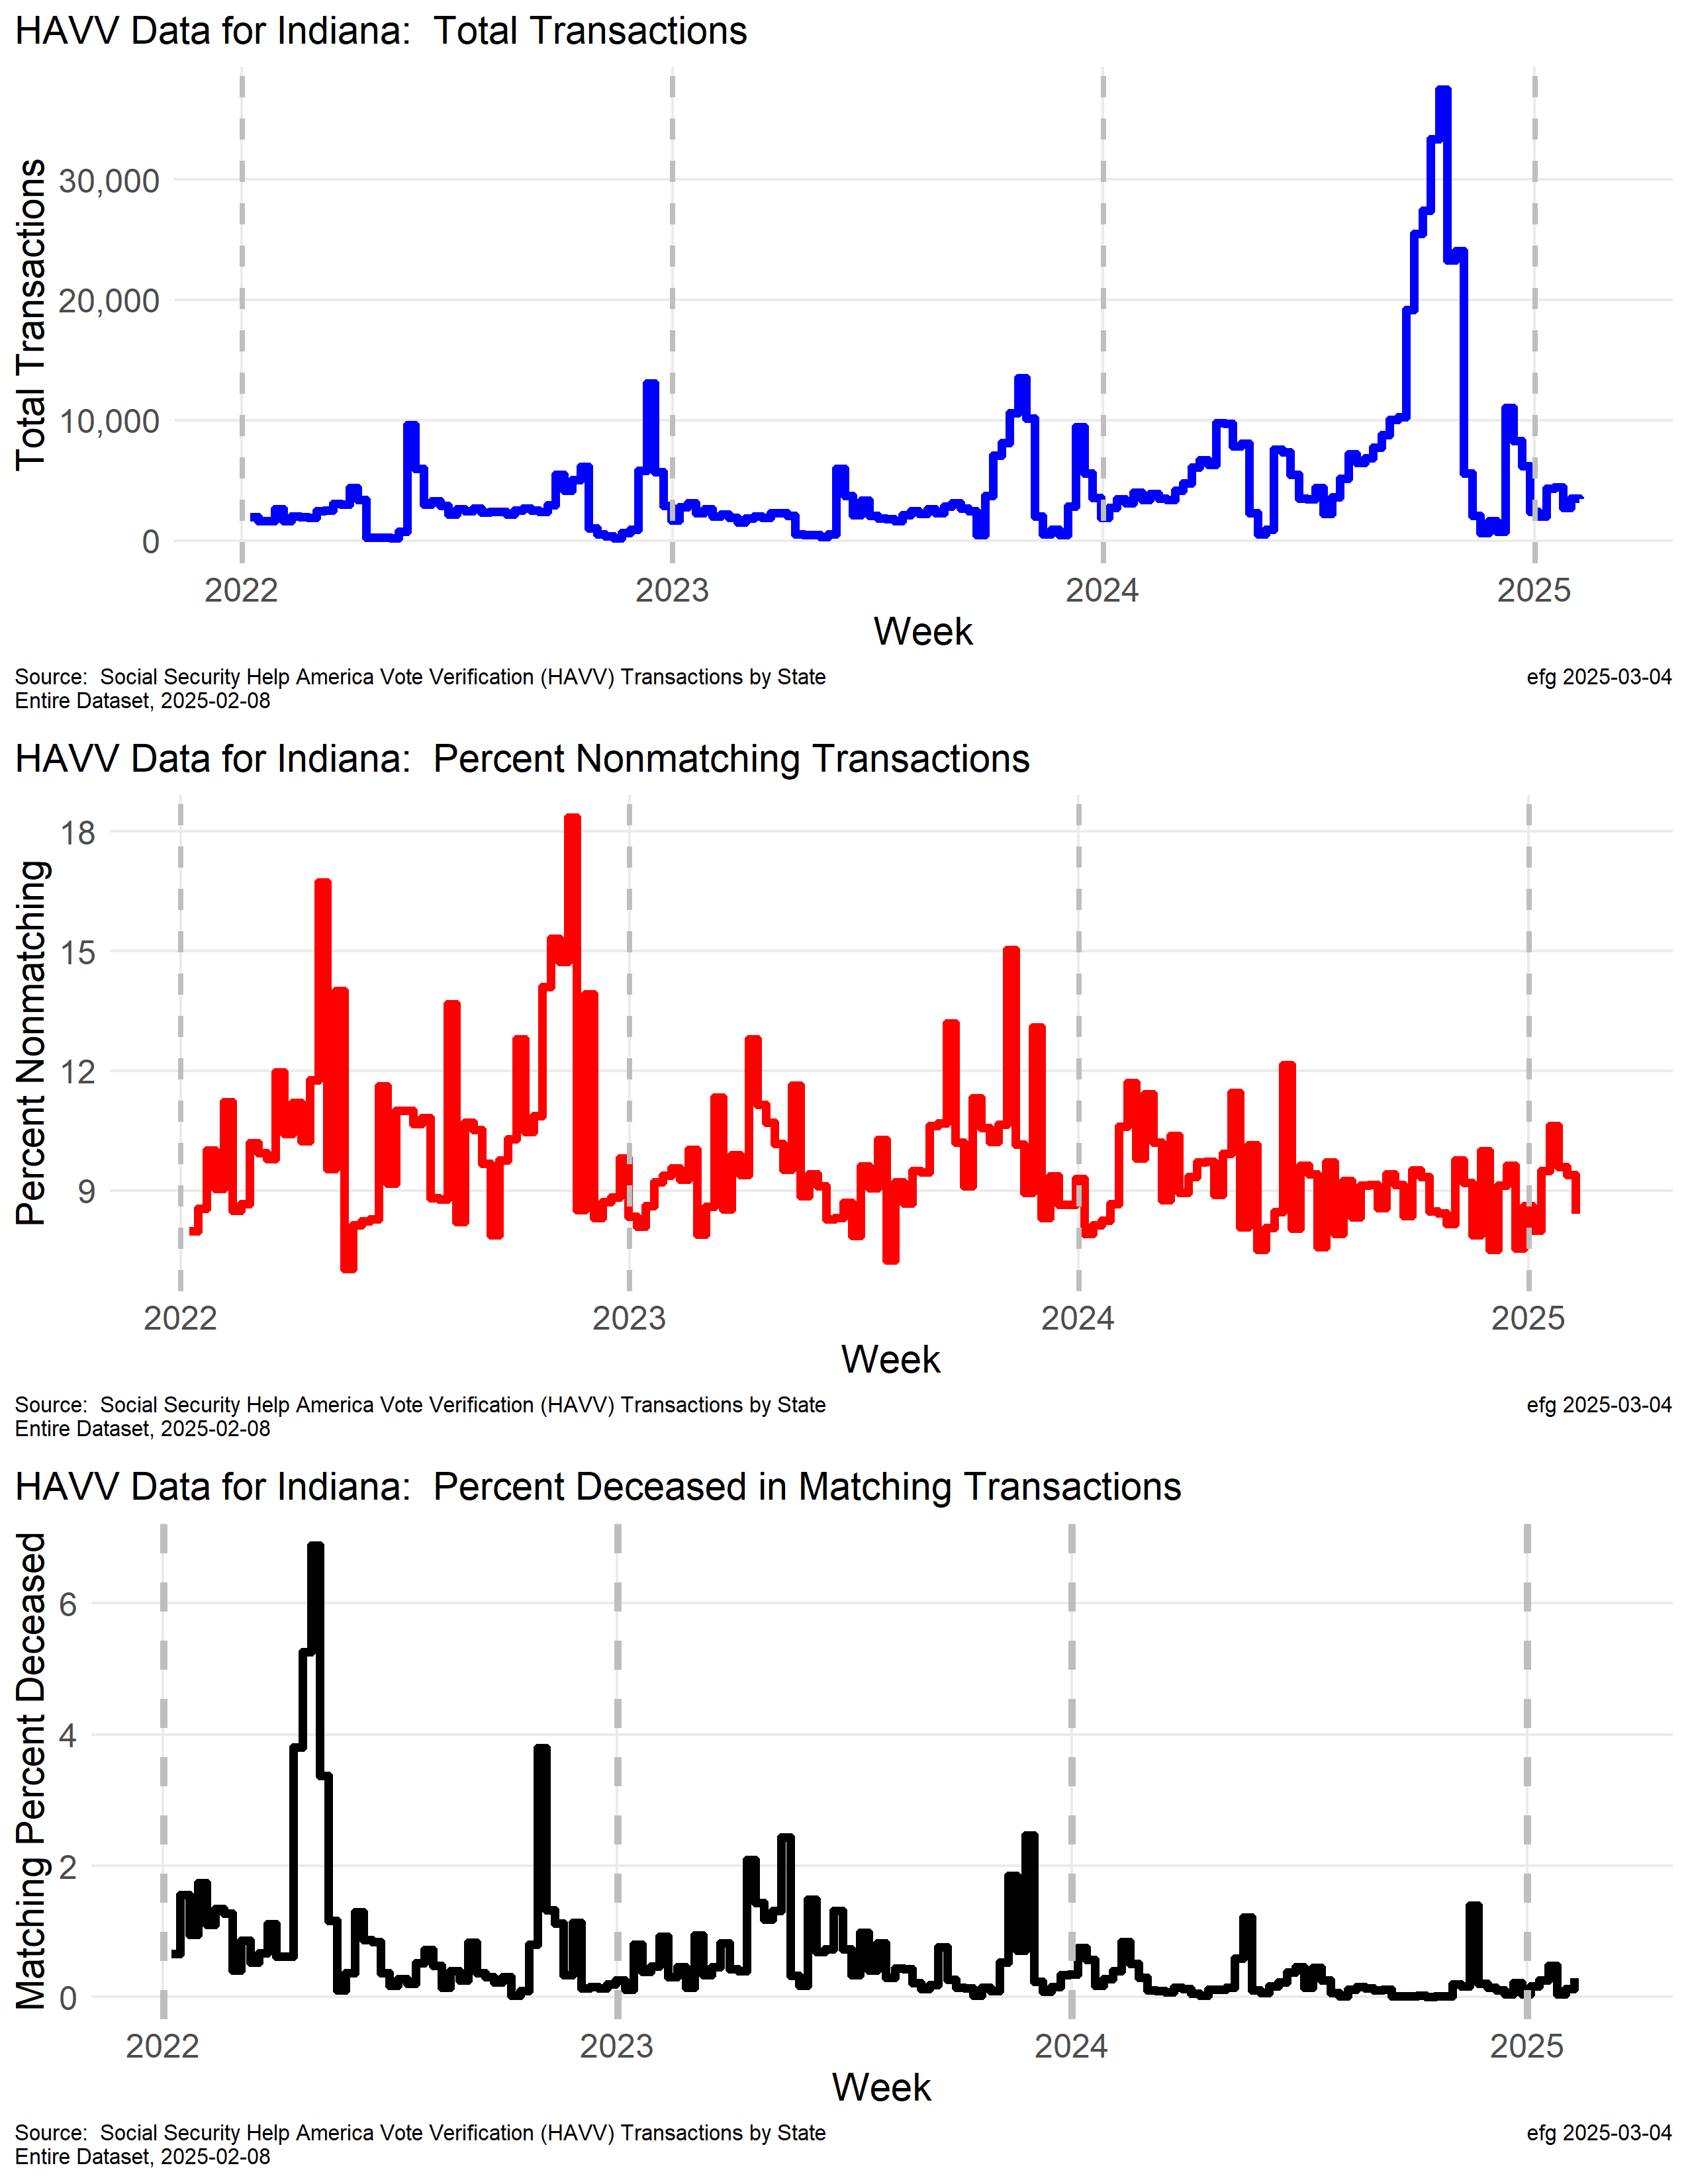 HAVV Data for Indiana:  Total Transactions
Total Transactions
30,000
20,000
10,000
0
2022 2023 2024 2025
Week
Source:  Social Security Help America Vote Verification (HAVV) Transactions by State
Entire Dataset, 2025-02-08
efg 2025-03-04
HAVV Data for Indiana:  Percent Nonmatching Transactions
Percent Nonmatching
18
15
12
9
2022 2023 2024 2025
Week
Source:  Social Security Help America Vote Verification (HAVV) Transactions by State
Entire Dataset, 2025-02-08
efg 2025-03-04
HAVV Data for Indiana:  Percent Deceased in Matching Transactions
Matching Percent Deceased
6
4
2
0
2022 2023 2024 2025
Week
Source:  Social Security Help America Vote Verification (HAVV) Transactions by State
Entire Dataset, 2025-02-08
efg 2025-03-04